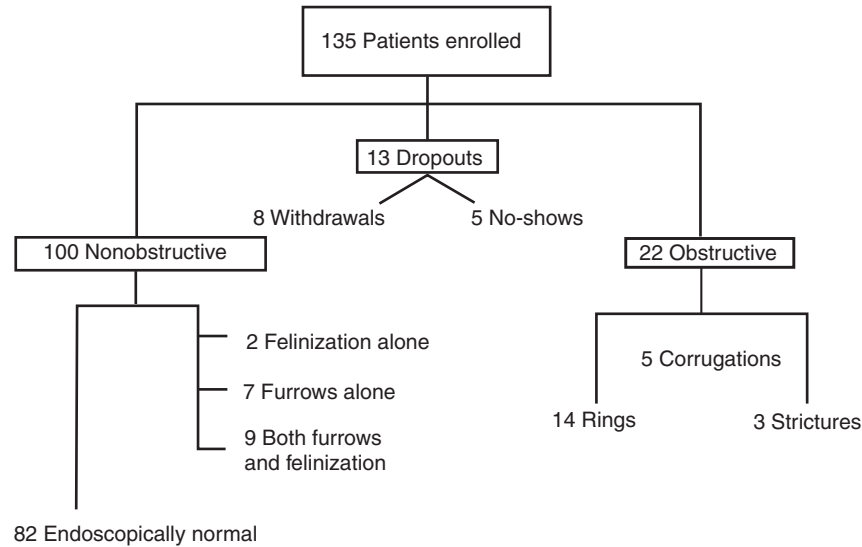 135 Patients enrolled
13 Dropouts
8 Withdrawals
5 No-shows
100 Nonobstructive
22 Obstructive
2 Felinization alone
7 Furrows alone
9 Both furrows
and felinization
82 Endoscopically normal
5 Corrugations
14 Rings
3 Strictures